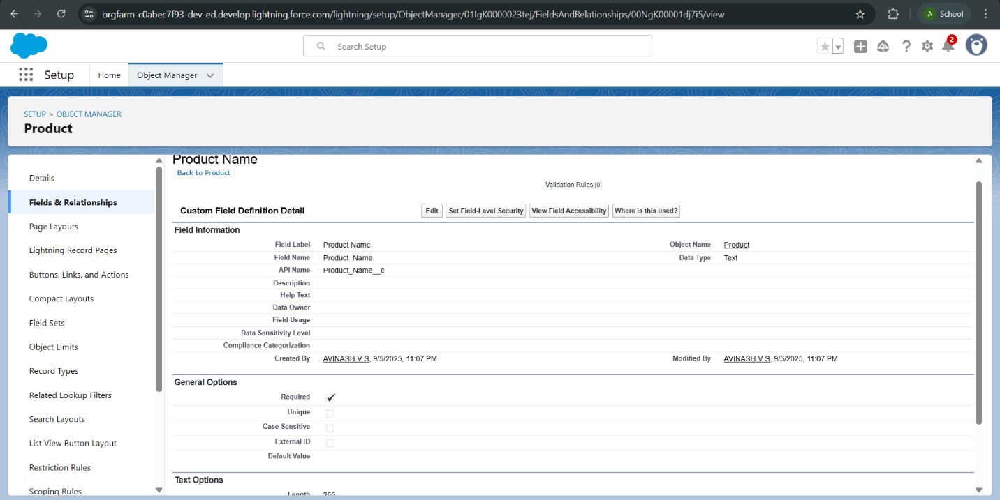 orgfarm-c0abec7f93-dev-ed.develop.lightning.force.com/lightning/setup/ObjectManager/01IgK0000023tej/FieldsAndRelationships/00NgK00001dj7i5/view
A School
Search Setup
2
Setup Home Object Manager
SETUP > OBJECT MANAGER
Product
Details
Fields & Relationships
Page Layouts
Lightning Record Pages
Buttons, Links, and Actions
Compact Layouts
Field Sets
Object Limits
Record Types
Related Lookup Filters
Search Layouts
List View Button Layout
Restriction Rules
Scoping Rules
Product Name
Back to Product
Validation Rules [0]
Custom Field Definition Detail Edit Set Field-Level Security View Field Accessibility Where is this used?
Field Information
Field Label Product Name Object Name Product
Field Name Product_Name Data Type Text
API Name Product_Name__c
Description
Help Text
Data Owner
Field Usage
Data Sensitivity Level
Compliance Categorization
Created By AVINASH V S, 9/5/2025, 11:07 PM Modified By AVINASH V S, 9/5/2025, 11:07 PM
General Options
Required
Unique
Case Sensitive
External ID
Default Value
Text Options
Length 255